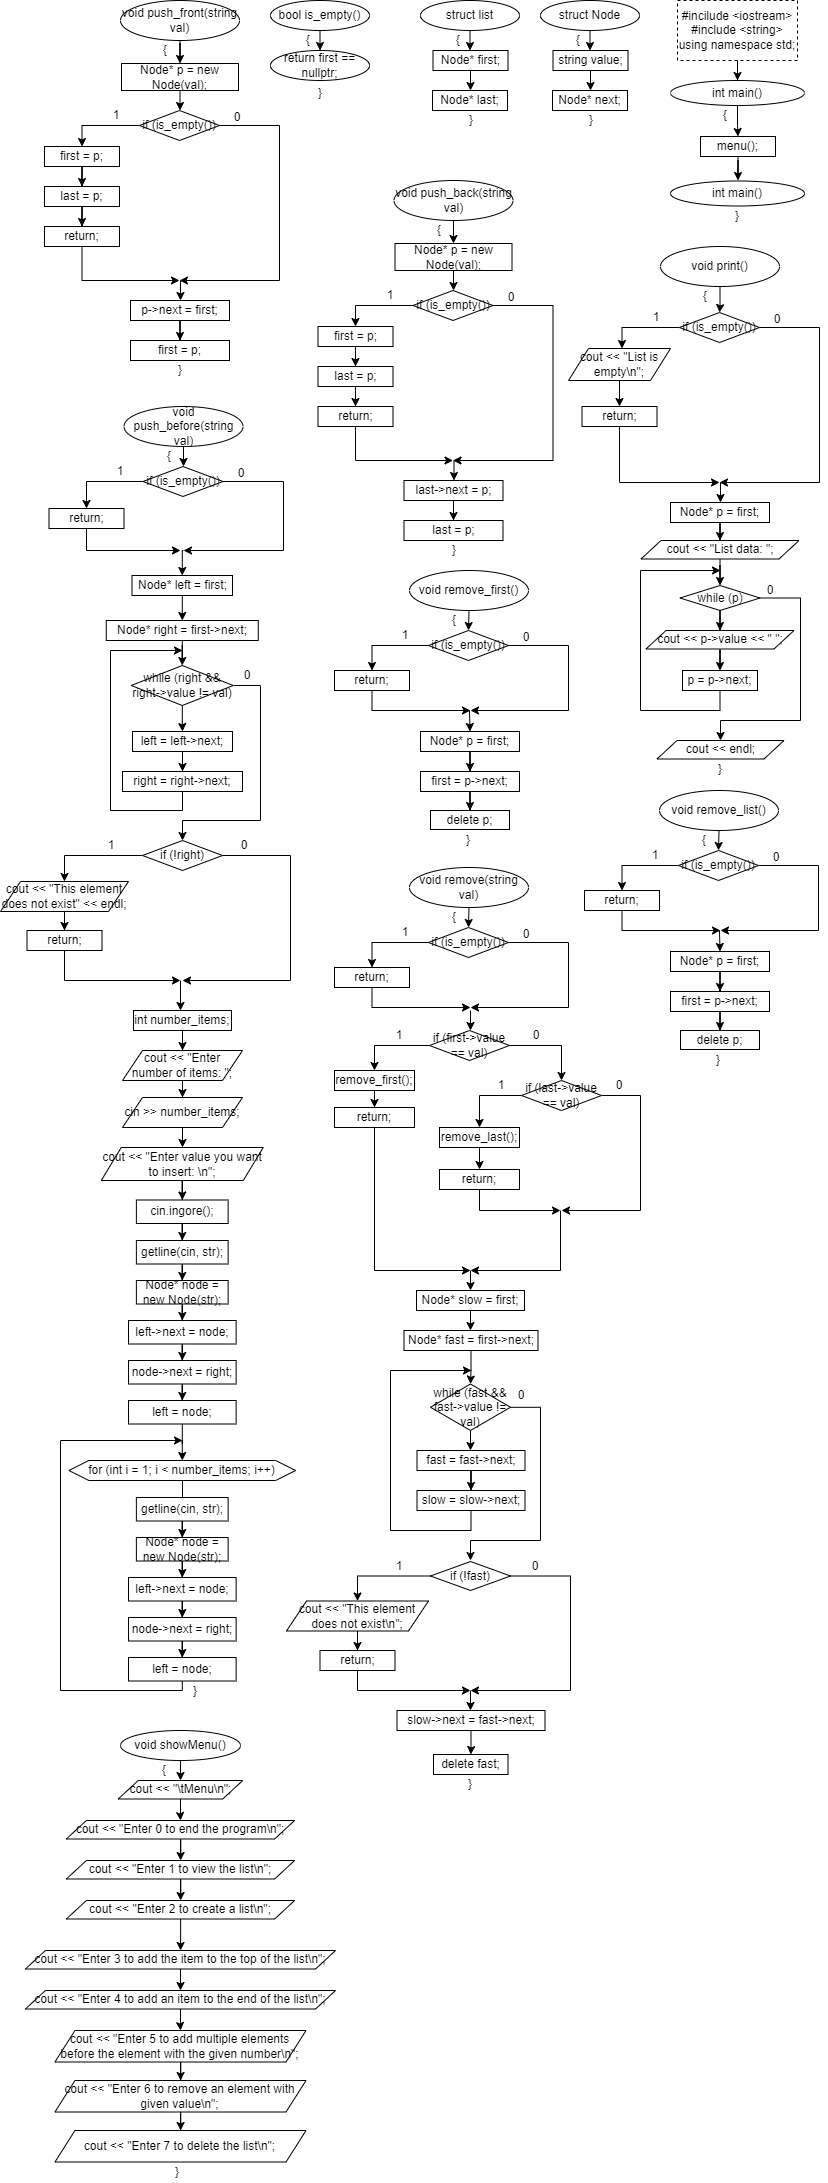 void push_front(string
val)
{
Node* p = new
Node(val);
1
if (is_empty())
0
first = p;
last = p;
return;
p->next = first;
first = p;
}
bool is_empty()
{
return first ==
nullptr;
}
struct list
{
Node* first;
Node* last;
}
struct Node
{
string value;
Node* next;
}
#include <iostream>
#include <string>
using namespace std;
int main()
{
menu();
int main()
}
void push_back(string
val)
{
Node* p = new
Node(val);
1
if (is_empty())
0
first = p;
last = p;
return;
last->next = p;
last = p;
}
void print()
{
1
if (is_empty())
0
cout << "List is
empty\n";
return;
Node* p = first;
cout << "List data: ";
while (p)
0
cout << p->value << " ";
p = p->next;
cout << endl;
}
void
push_before(string
val)
{
1
if (is_empty())
0
return;
Node* left = first;
Node* right = first->next;
while (right &&
right->value != val)
0
left = left->next;
right = right->next;
1
if (!right)
0
cout << "This element
does not exist" << endl;
return;
int number_items;
cout << "Enter
number of items: ";
cin >> number_items;
cout << "Enter value you want
to insert: \n";
cin.ingore();
getline(cin, str);
Node* node =
new Node(str);
left->next = node;
node->next = right;
left = node;
for (int i = 1; i < number_items; i++)
getline(cin, str);
Node* node =
new Node(str);
left->next = node;
node->next = right;
left = node;
}
void remove_first()
{
1
if (is_empty())
0
return;
Node* p = first;
first = p->next;
delete p;
}
void remove_list()
{
1
if (is_empty())
0
return;
Node* p = first;
first = p->next;
delete p;
}
void remove(string
val)
{
1
if (is_empty())
0
return;
1
if (first->value
== val)
0
remove_first();
return;
1
if (last->value
== val)
0
remove_last();
return;
Node* slow = first;
Node* fast = first->next;
while (fast &&
fast->value !=
val)
0
fast = fast->next;
slow = slow->next;
1
if (!fast)
0
cout << "This element
does not exist\n";
return;
slow->next = fast->next;
delete fast;
}
void showMenu()
{
cout << "\tMenu\n";
cout << "Enter 0 to end the program\n";
cout << "Enter 1 to view the list\n";
cout << "Enter 2 to create a list\n";
cout << "Enter 3 to add the item to the top of the list\n";
cout << "Enter 4 to add an item to the end of the list\n";
cout << "Enter 5 to add multiple elements
before the element with the given number\n";
cout << "Enter 6 to remove an element with
given value\n";
cout << "Enter 7 to delete the list\n";
}